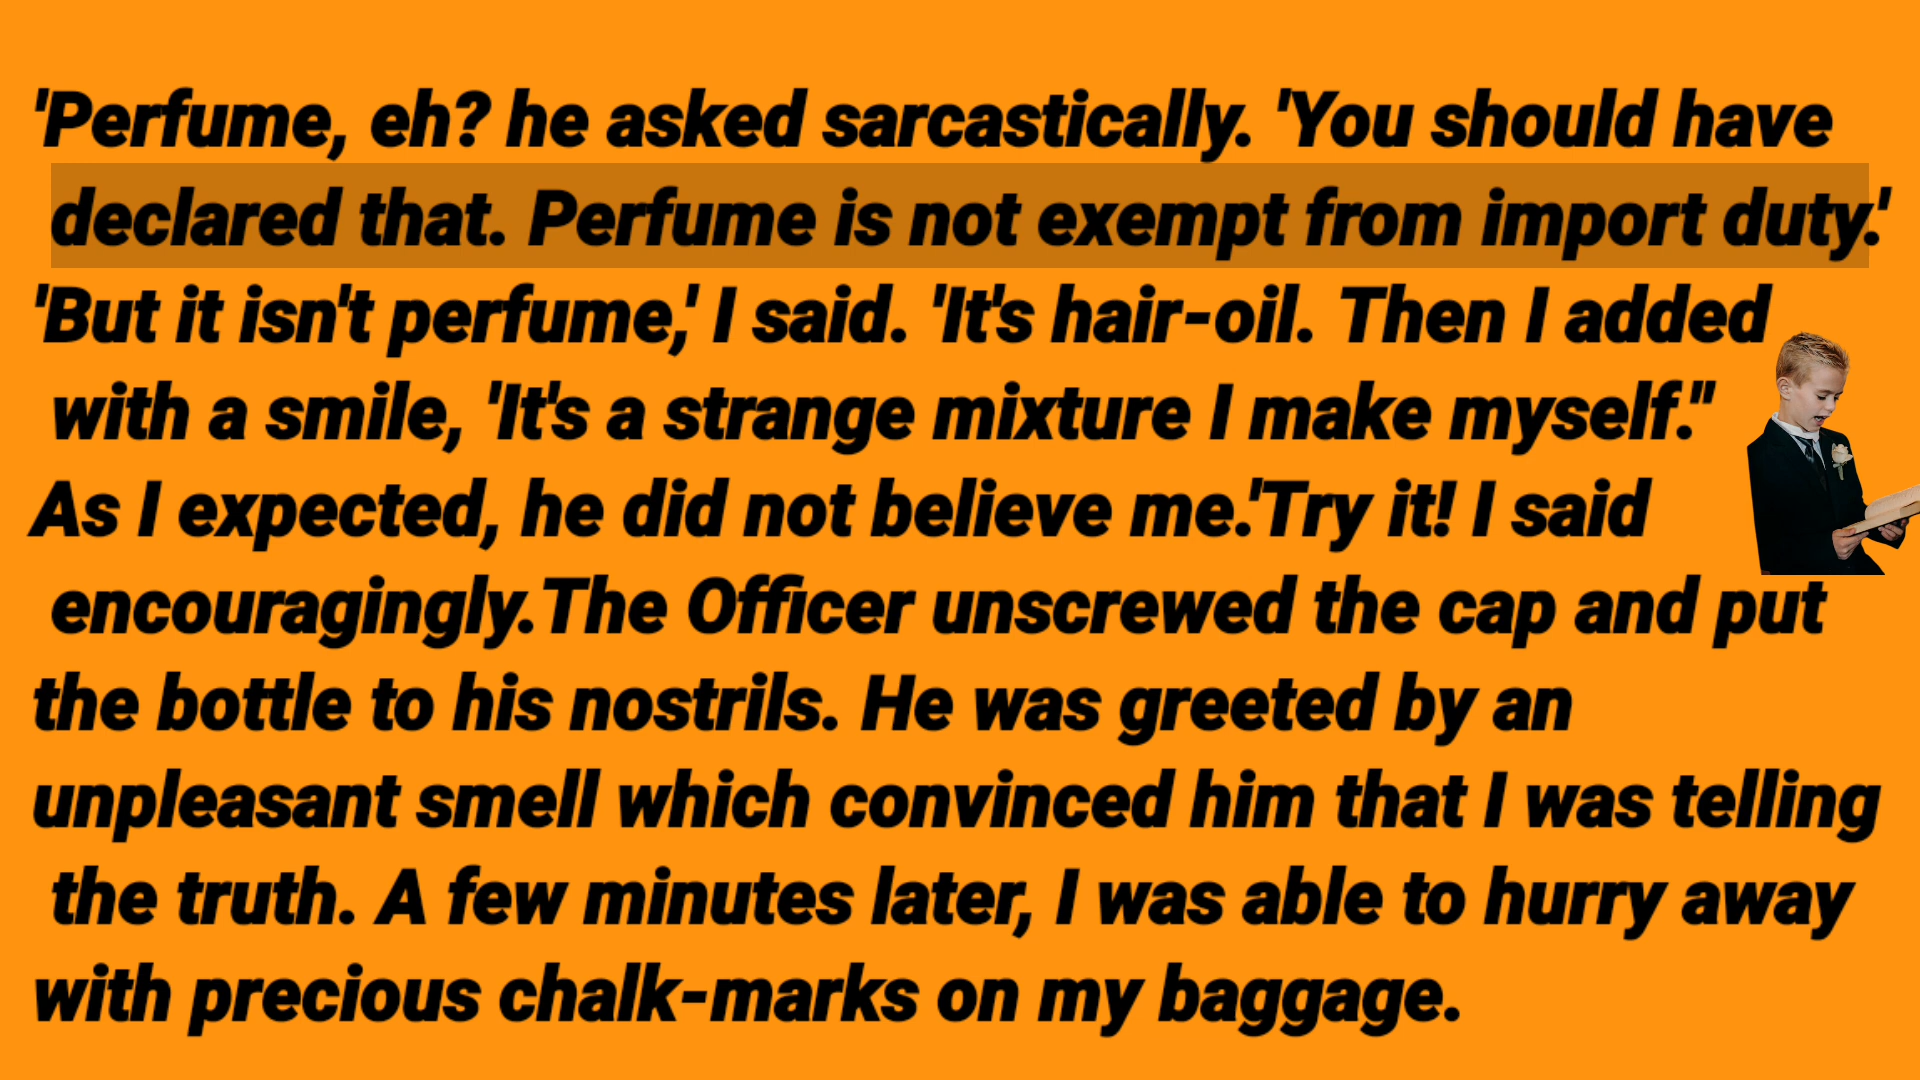 'Perfume, eh? he asked sarcastically. 'You should have
declared that. Perfume is not exempt from import duty.'
'But it isn't perfume,' I said. 'It's hair-oil. Then I added
with a smile, 'It's a strange mixture I make myself."
As I expected, he did not believe me.'Try it! I said
encouragingly.The Officer unscrewed the cap and put
the bottle to his nostrils. He was greeted by an
unpleasant smell which convinced him that I was telling
the truth. A few minutes later, I was able to hurry away
with precious chalk-marks on my baggage.